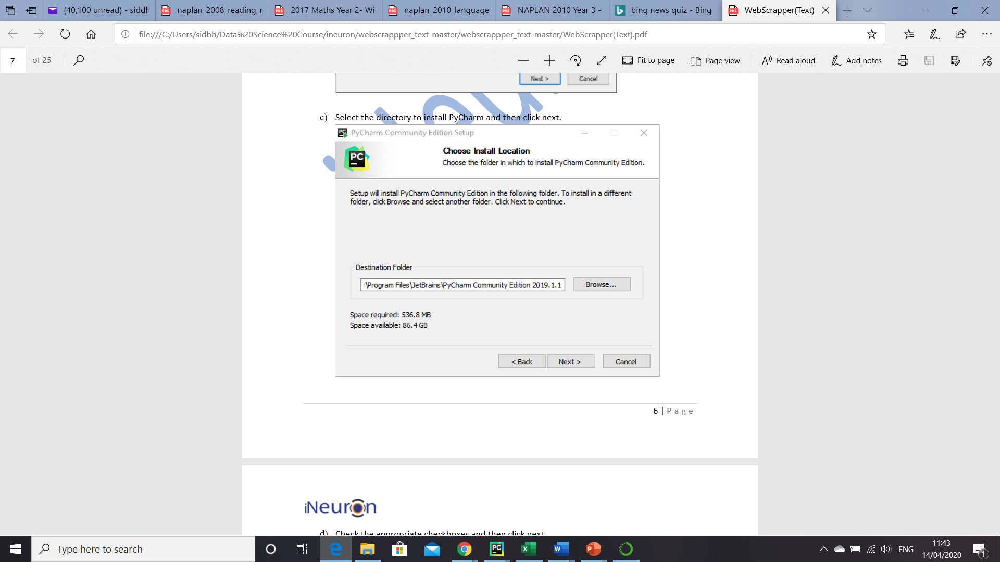 (40,100 unread) - siddh
naplan_2008_reading_r
2017 Maths Year 2- Wit
naplan_2010_language
NAPLAN 2010 Year 3 -
bing news quiz - Bing
WebScrapper(Text)
file:///C:/Users/sidbh/Data%20Science%20Course/ineuron/webscrappper_text-master/webscrappper_text-master/WebScrapper(Text).pdf
7 of 25
Fit to page
Page view
Read aloud
Add notes
Next >
Cancel
c) Select the directory to install PyCharm and then click next.
PyCharm Community Edition Setup
PC
Choose Install Location
Choose the folder in which to install PyCharm Community Edition.
Setup will install PyCharm Community Edition in the following folder. To install in a different
folder, click Browse and select another folder. Click Next to continue.
Destination Folder
:\Program Files\JetBrains\PyCharm Community Edition 2019.1.1
Browse...
Space required: 536.8 MB
Space available: 86.4 GB
< Back
Next >
Cancel
6 | Page
iNeuron
d) Check the appropriate checkboxes and then click next.
Type here to search
ENG
11:43
14/04/2020
1